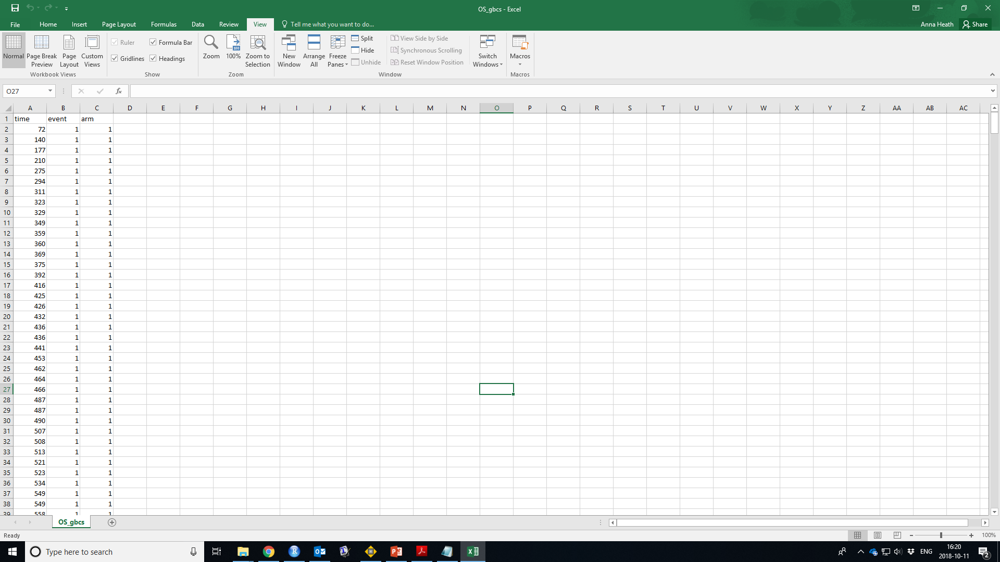 OS_gbcs - Excel
File Home Insert Page Layout Formulas Data Review View Tell me what you want to do... Anna Heath Share
Normal Page Break Preview Page Layout Custom Views
Workbook Views
Ruler Formula Bar
Gridlines Headings
Show
Zoom 100% Zoom to Selection
100
Zoom
New Window Arrange All Freeze Panes
Split
Hide
Unhide
View Side by Side
Synchronous Scrolling
Reset Window Position
Switch Windows
Window
Macros
Macros
O27 fx
A B C D E F G H I J K L M N O P Q R S T U V W X Y Z AA AB AC
1 time event arm
2 72 1 1
3 140 1 1
4 177 1 1
5 210 1 1
6 275 1 1
7 294 1 1
8 311 1 1
9 323 1 1
10 329 1 1
11 349 1 1
12 359 1 1
13 360 1 1
14 369 1 1
15 375 1 1
16 392 1 1
17 416 1 1
18 425 1 1
19 426 1 1
20 432 1 1
21 436 1 1
22 436 1 1
23 441 1 1
24 453 1 1
25 462 1 1
26 464 1 1
27 466 1 1
28 487 1 1
29 487 1 1
30 490 1 1
31 507 1 1
32 508 1 1
33 513 1 1
34 521 1 1
35 523 1 1
36 534 1 1
37 549 1 1
38 549 1 1
39 558 1 1
OS_gbcs
Ready 100%
Type here to search
ENG
16:20
2018-10-11
2